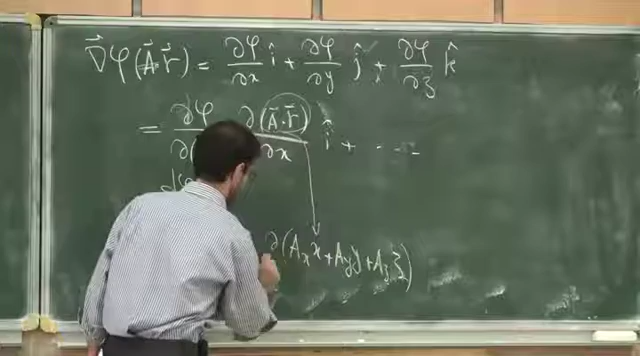 ∇⃗φ(A⃗·r⃗) = ∂φ/∂x î + ∂φ/∂y ĵ + ∂φ/∂z k̂
= ∂φ/∂( ∂(A⃗·r⃗)/∂x î + ...
∂(Aₓx + A_y y + A_z z)